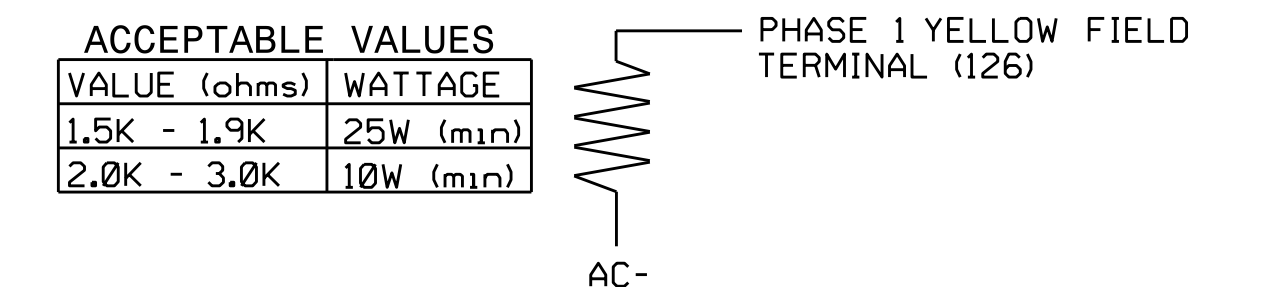 ACCEPTABLE VALUES
VALUE (ohms) WATTAGE
1.5K - 1.9K 25W (min)
2.0K - 3.0K 10W (min)
PHASE 1 YELLOW FIELD
TERMINAL (126)
AC-